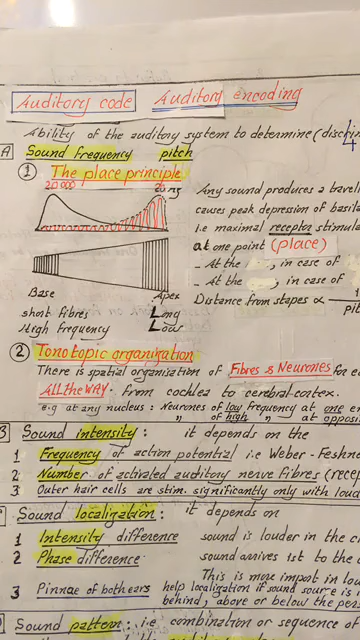 Auditory code Auditory encoding
Ability of the auditory system to determine (discrim
A Sound frequency pitch
① The place principle
20 000 20 Hz
Any sound produces a travell
causes peak depression of basila
i.e maximal receptor stimula
at one point (place)
- At the , in case of
- At the , in case of
Distance from stapes α 1
pit
Base Apex
short fibres Long
High frequency Low
② Tonotopic organization
There is spatial organization of Fibres & Neurones for ea
All the WAY from cochlea to cerebral cortex.
e.g at any nucleus : Neurones of low frequency at one en
" of high " at opposi
B Sound intensity : it depends on the
1 Frequency of action potential i.e Weber - Feshne
2 Number of activated auditory nerve fibres (recep
3 Outer hair cells are stim. significantly only with loud
Sound localization : it depends on
1 Intensity difference sound is louder in the cl
2 Phase difference sound arrives 1st to the
This is more impot in lou
3 Pinnae of both ears help localization if sound source is i
behind, above or below the pe
D Sound pattern : i.e combination or sequence of